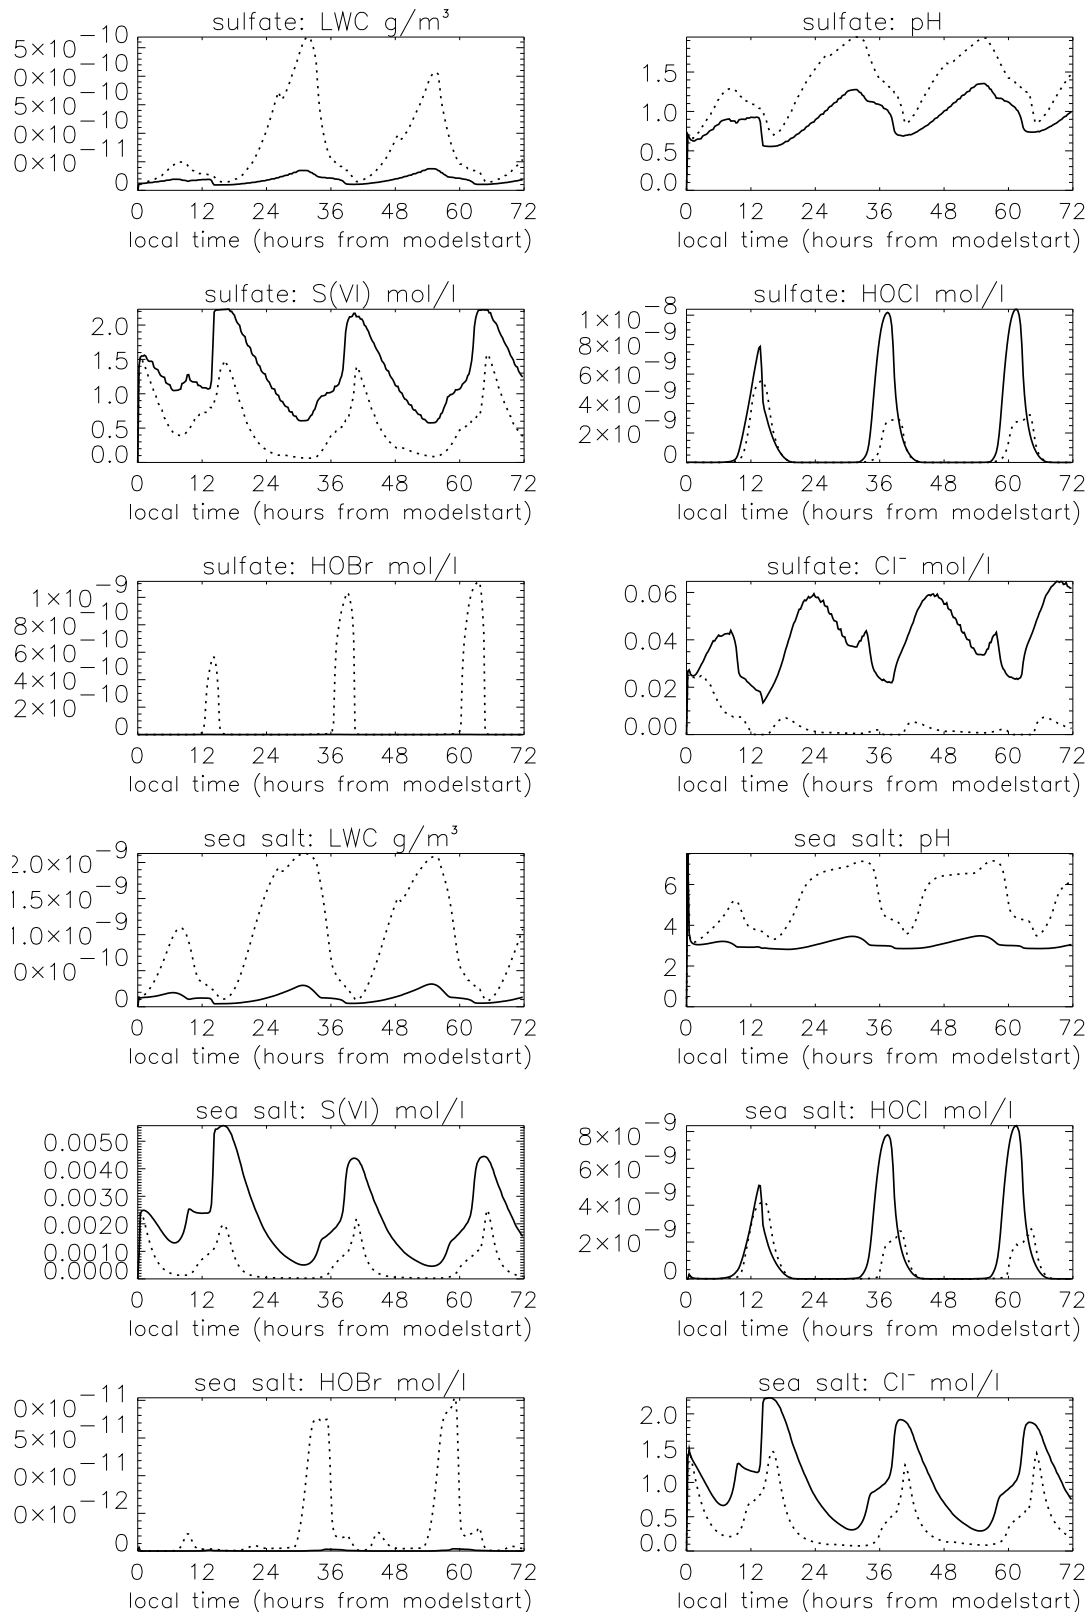 sulfate: LWC g/m³
5×10⁻¹⁰
0×10⁻¹⁰
5×10⁻¹⁰
0×10⁻¹⁰
0×10⁻¹¹
0
0 12 24 36 48 60 72
local time (hours from modelstart)
sulfate: pH
1.5
1.0
0.5
0.0
0 12 24 36 48 60 72
local time (hours from modelstart)
sulfate: S(VI) mol/l
2.0
1.5
1.0
0.5
0.0
0 12 24 36 48 60 72
local time (hours from modelstart)
sulfate: HOCl mol/l
1×10⁻⁸
8×10⁻⁹
6×10⁻⁹
4×10⁻⁹
2×10⁻⁹
0
0 12 24 36 48 60 72
local time (hours from modelstart)
sulfate: HOBr mol/l
1×10⁻⁹
8×10⁻¹⁰
6×10⁻¹⁰
4×10⁻¹⁰
2×10⁻¹⁰
0
0 12 24 36 48 60 72
local time (hours from modelstart)
sulfate: Cl⁻ mol/l
0.06
0.04
0.02
0.00
0 12 24 36 48 60 72
local time (hours from modelstart)
sea salt: LWC g/m³
2.0×10⁻⁹
1.5×10⁻⁹
1.0×10⁻⁹
0×10⁻¹⁰
0
0 12 24 36 48 60 72
local time (hours from modelstart)
sea salt: pH
6
4
2
0
0 12 24 36 48 60 72
local time (hours from modelstart)
sea salt: S(VI) mol/l
0.0050
0.0040
0.0030
0.0020
0.0010
0.0000
0 12 24 36 48 60 72
local time (hours from modelstart)
sea salt: HOCl mol/l
8×10⁻⁹
6×10⁻⁹
4×10⁻⁹
2×10⁻⁹
0
0 12 24 36 48 60 72
local time (hours from modelstart)
sea salt: HOBr mol/l
0×10⁻¹¹
5×10⁻¹¹
0×10⁻¹¹
0×10⁻¹²
0
0 12 24 36 48 60 72
local time (hours from modelstart)
sea salt: Cl⁻ mol/l
2.0
1.5
1.0
0.5
0.0
0 12 24 36 48 60 72
local time (hours from modelstart)